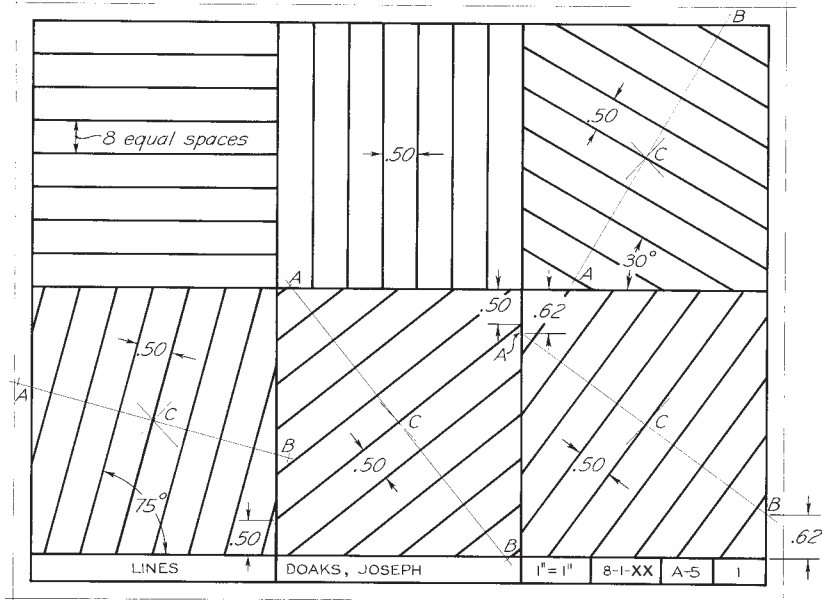 B
.50
8 equal spaces
.50
C
30°
A
A
.50
.62
A
.50
A
C
C
C
B
.50
.50
75°
.50
B
B
.62
LINES
DOAKS, JOSEPH
1"=1"
8-1-XX
A-5
1